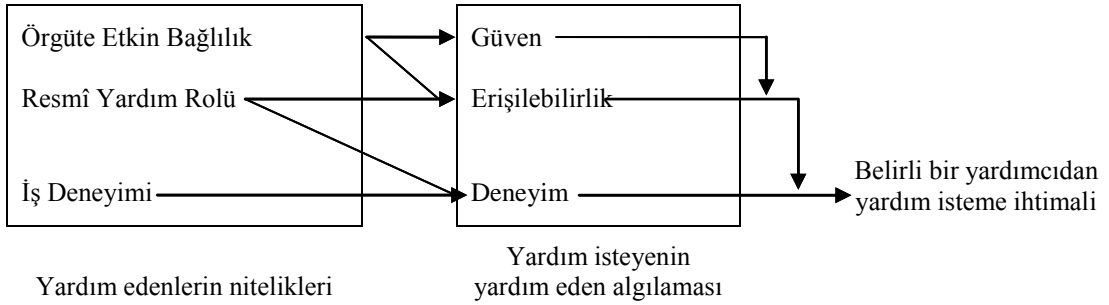 Örgüte Etkin Bağlılık
Resmî Yardım Rolü
İş Deneyimi
Güven
Erişilebilirlik
Deneyim
Belirli bir yardımcıdan
yardım isteme ihtimali
Yardım edenlerin nitelikleri
Yardım isteyenin
yardım eden algılaması